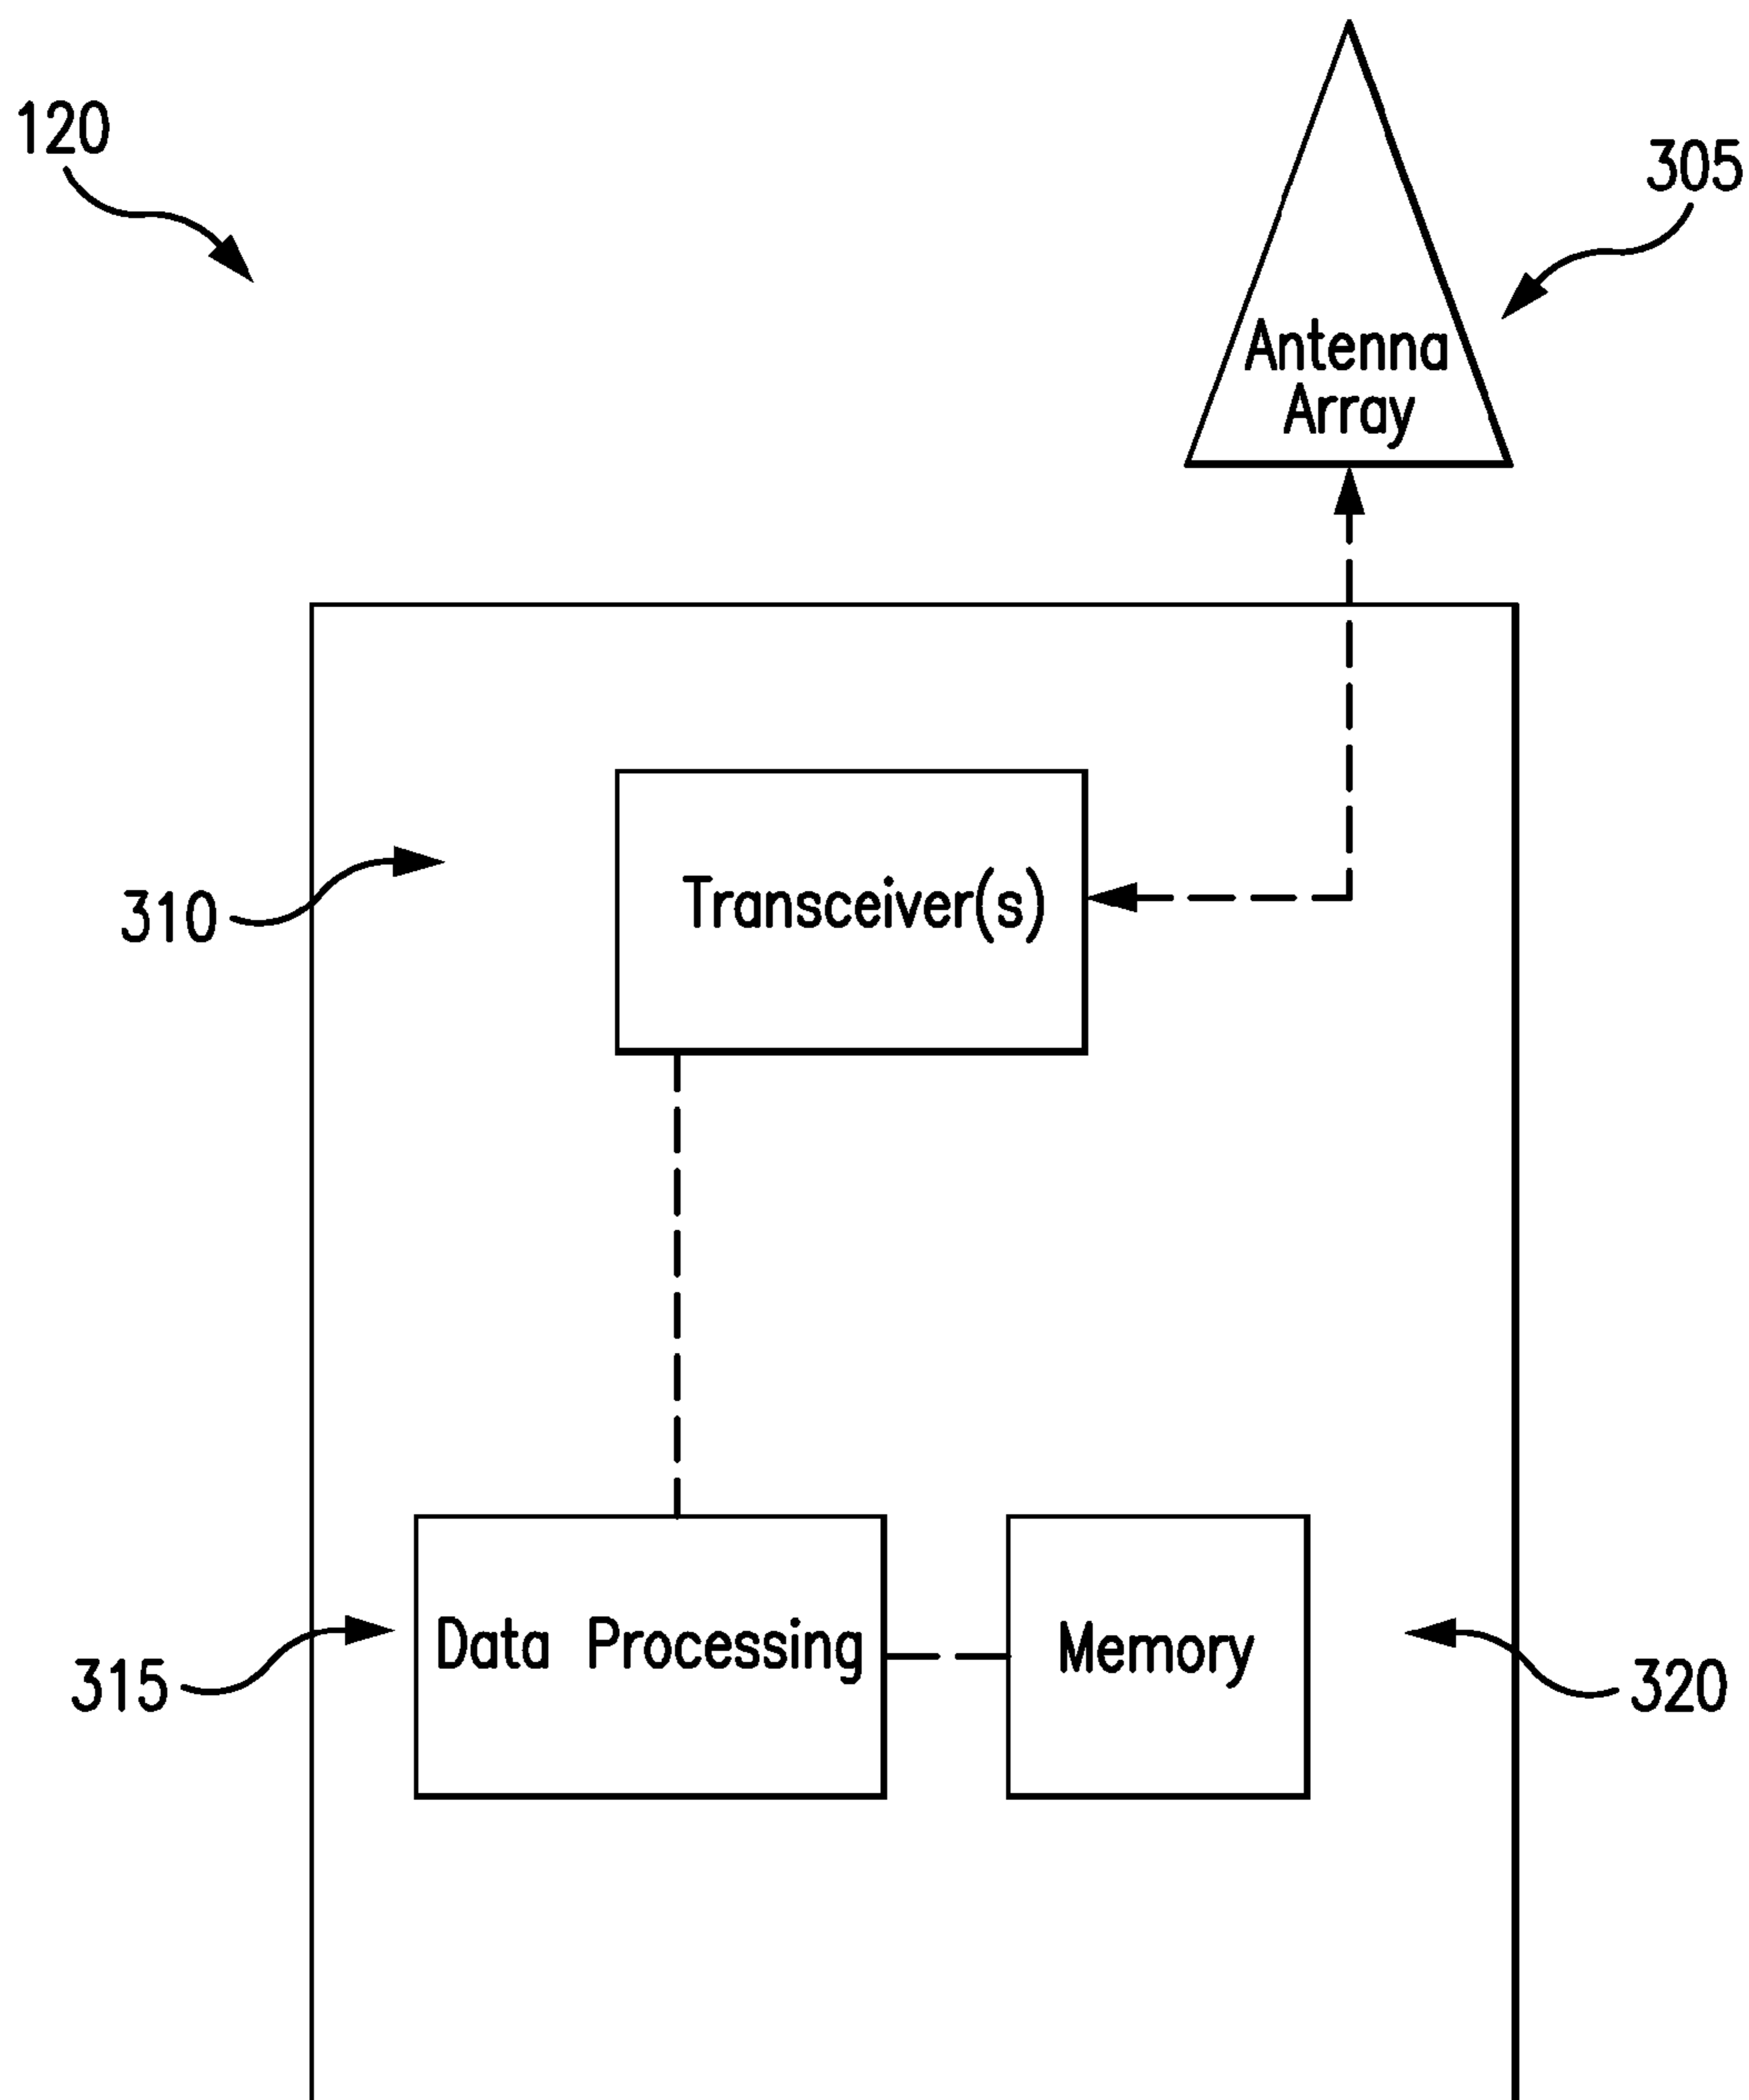 120
305
Antenna
Array
Transceiver(s)
310
Data Processing
Memory
315
320